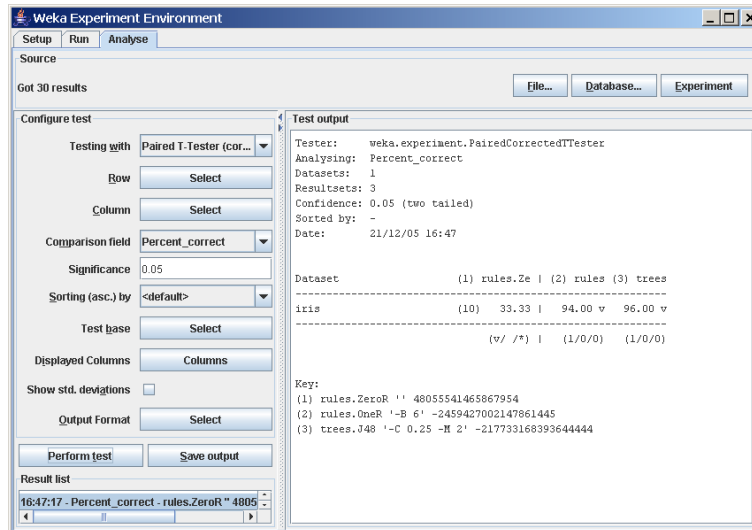 Weka Experiment Environment
Setup Run Analyse
Source
Got 30 results
File... Database... Experiment
Configure test
Testing with Paired T-Tester (cor...
Row Select
Column Select
Comparison field Percent_correct
Significance 0.05
Sorting (asc.) by <default>
Test base Select
Displayed Columns Columns
Show std. deviations
Output Format Select
Perform test Save output
Result list
16:47:17 - Percent_correct - rules.ZeroR '' 4805
Test output
Tester: weka.experiment.PairedCorrectedTTester
Analysing: Percent_correct
Datasets: 1
Resultsets: 3
Confidence: 0.05 (two tailed)
Sorted by: -
Date: 21/12/05 16:47
Dataset (1) rules.Ze | (2) rules (3) trees
--------------------------------------------------------------
iris (10) 33.33 | 94.00 v 96.00 v
--------------------------------------------------------------
(v/ /*) | (1/0/0) (1/0/0)
Key:
(1) rules.ZeroR '' 48055541465867954
(2) rules.OneR '-B 6' -2459427002147861445
(3) trees.J48 '-C 0.25 -M 2' -217733168393644444